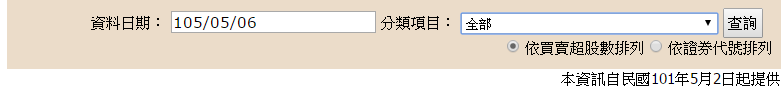 資料日期： 105/05/06 分類項目： 全部 查詢
依買賣超股數排列 依證券代號排列
本資訊自民國101年5月2日起提供